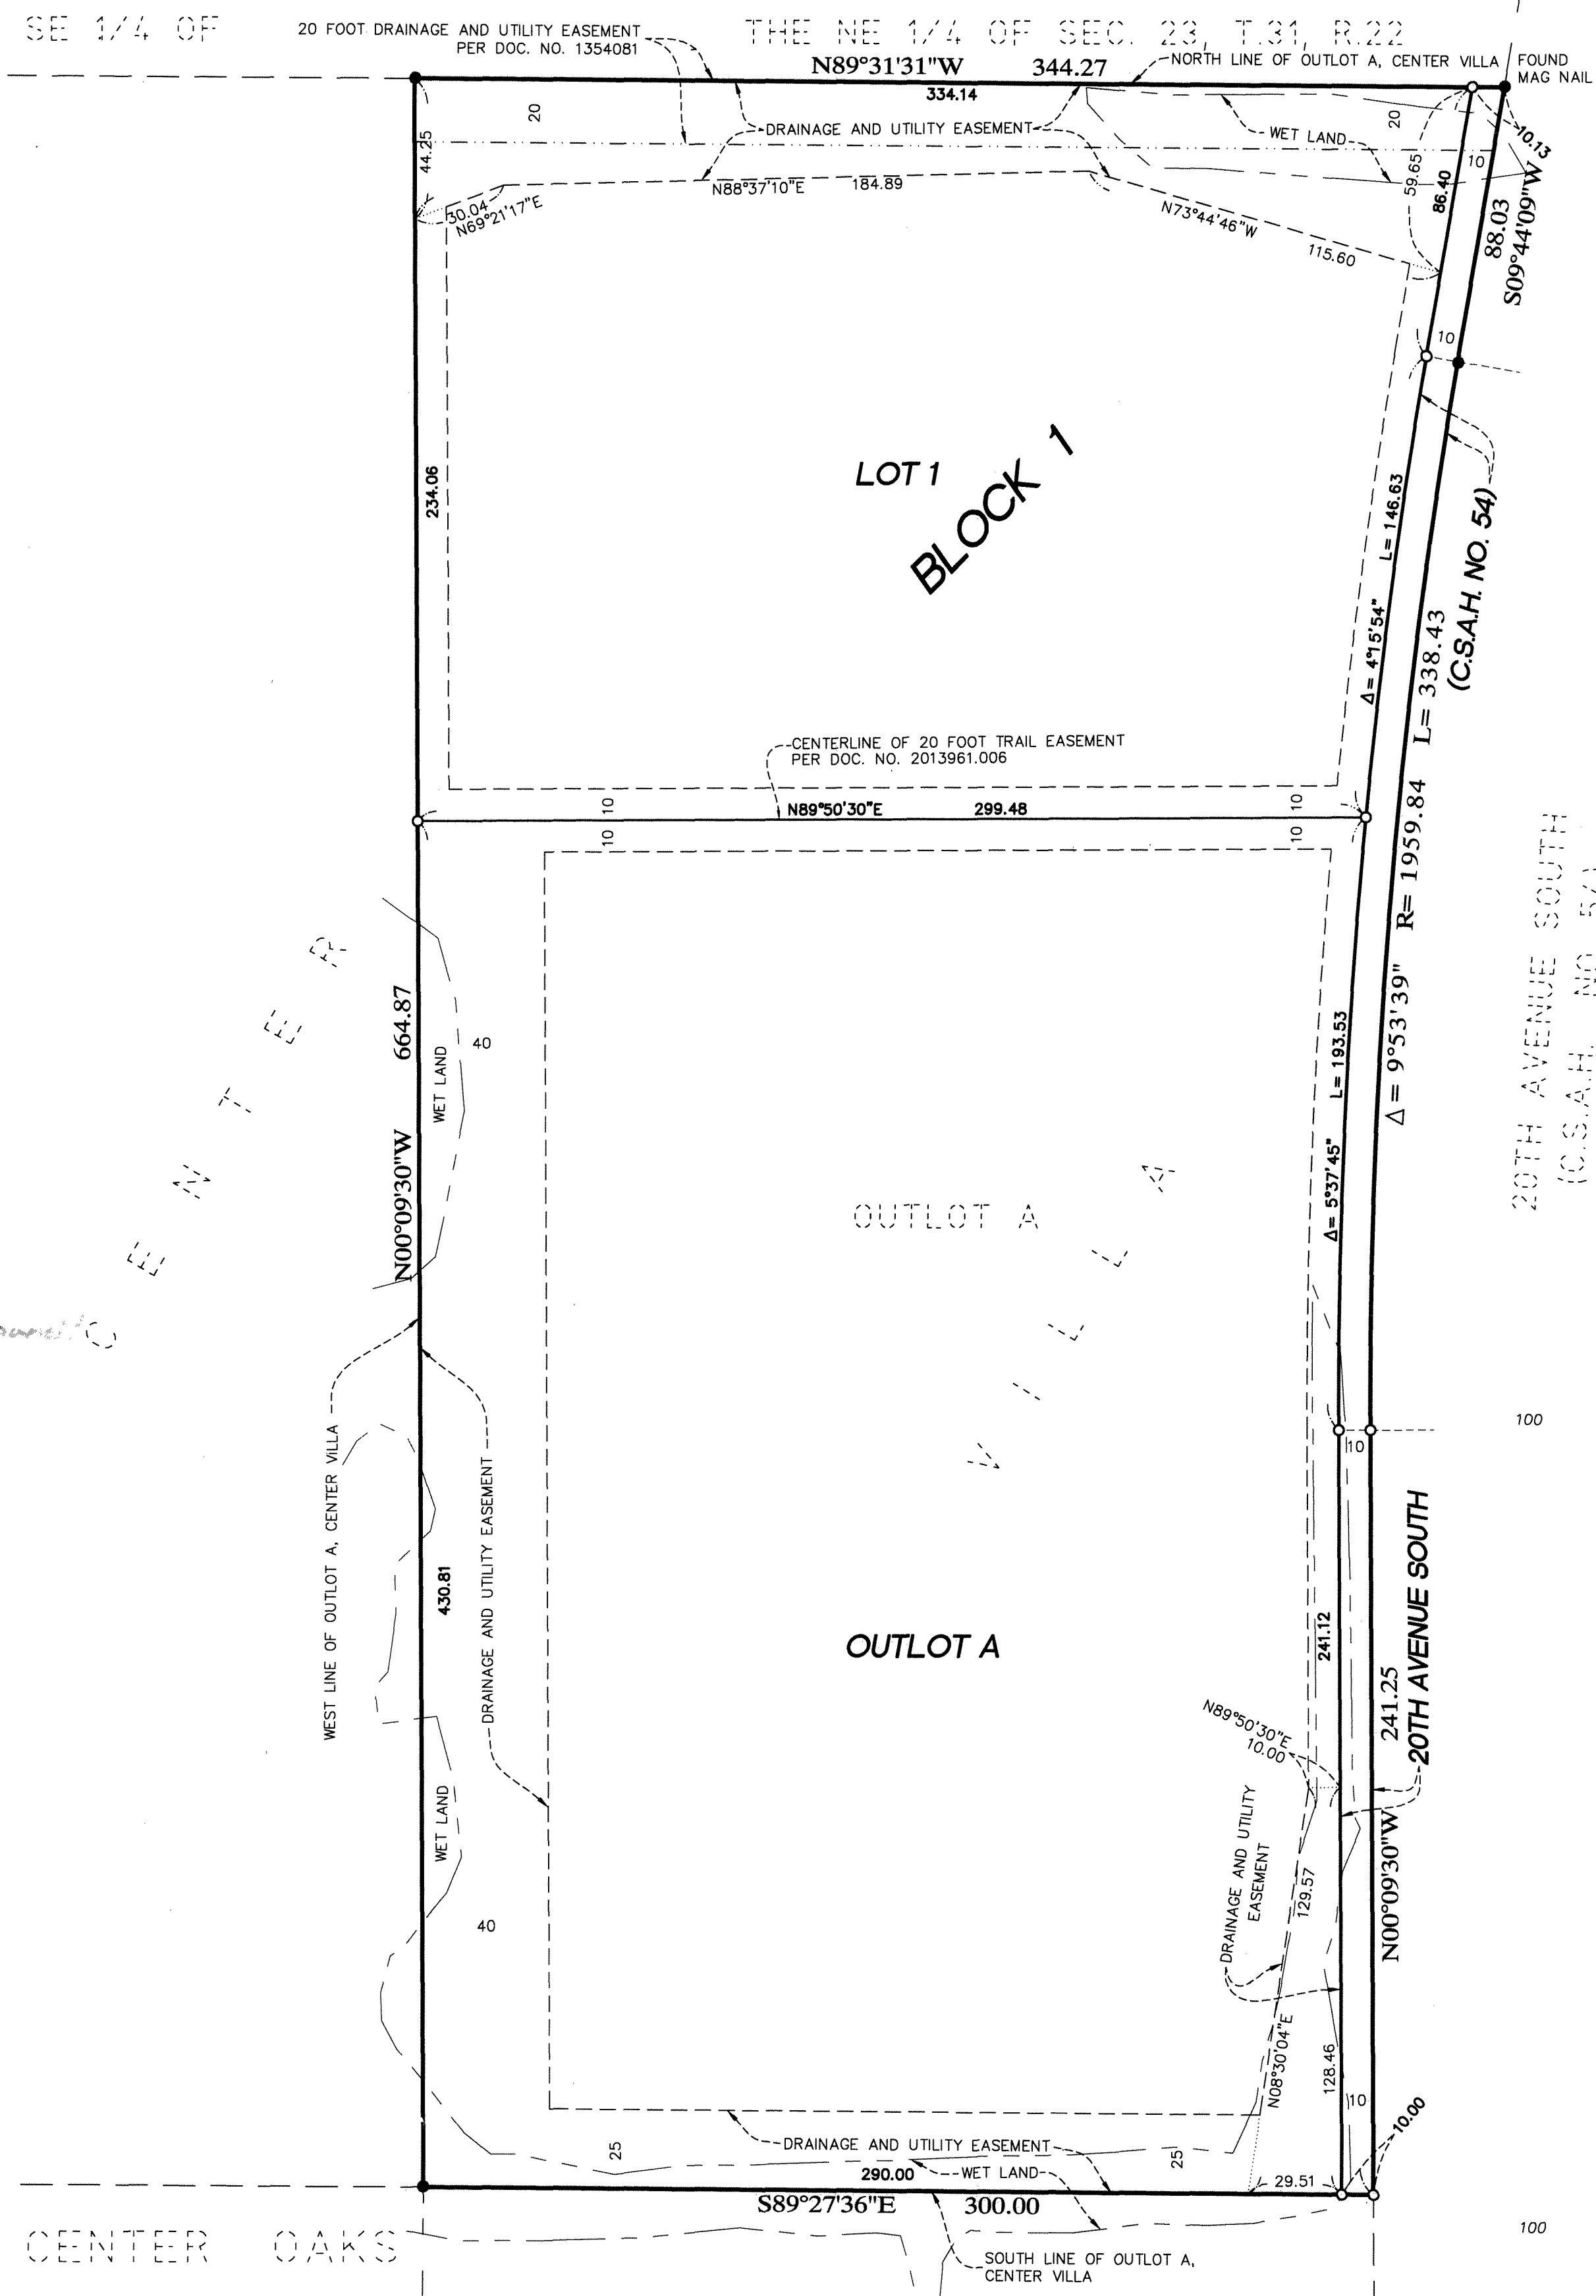 SE 1/4 OF
THE NE 1/4 OF SEC. 23, T.31, R.22
20 FOOT DRAINAGE AND UTILITY EASEMENT
PER DOC. NO. 1354081
N89°31'31"W 344.27
NORTH LINE OF OUTLOT A, CENTER VILLA
FOUND
MAG NAIL
334.14
20
DRAINAGE AND UTILITY EASEMENT
WET LAND
20
10.13
10
44.25
59.65
86.40
88.03
S09°44'09"W
30.04
N69°21'17"E
N88°37'10"E 184.89
N73°44'46"W
115.60
10
234.06
LOT 1
BLOCK 1
L= 146.63
Δ= 4°15'54"
(C.S.A.H. NO. 54)
Δ= 9°53'39" R= 1959.84 L= 338.43
CENTERLINE OF 20 FOOT TRAIL EASEMENT
PER DOC. NO. 2013961.006
10
N89°50'30"E 299.48
10
10
10
20TH AVENUE SOUTH
(C.S.A.H. NO.
CENTER
N00°09'30"W 664.87
WET LAND
40
L= 193.53
Δ= 5°37'45"
OUTLOT A
VILLA
100
10
WEST LINE OF OUTLOT A, CENTER VILLA
DRAINAGE AND UTILITY EASEMENT
430.81
OUTLOT A
241.12
20TH AVENUE SOUTH
241.25
N00°09'30"W
N89°50'30"E
10.00
DRAINAGE AND UTILITY
EASEMENT
129.57
WET LAND
40
N08°30'04"E
128.46
10
10.00
25
DRAINAGE AND UTILITY EASEMENT
25
290.00
WET LAND
29.51
S89°27'36"E 300.00
100
CENTER OAKS
SOUTH LINE OF OUTLOT A,
CENTER VILLA